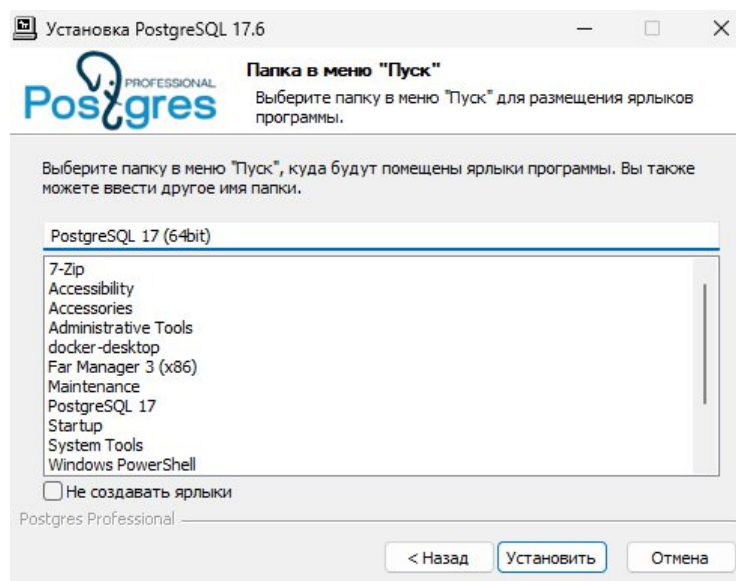 Установка PostgreSQL 17.6
PROFESSIONAL
Postgres
Папка в меню "Пуск"
Выберите папку в меню "Пуск" для размещения ярлыков
программы.
Выберите папку в меню "Пуск", куда будут помещены ярлыки программы. Вы также
можете ввести другое имя папки.
PostgreSQL 17 (64bit)
7-Zip
Accessibility
Accessories
Administrative Tools
docker-desktop
Far Manager 3 (x86)
Maintenance
PostgreSQL 17
Startup
System Tools
Windows PowerShell
Не создавать ярлыки
Postgres Professional
< Назад Установить Отмена